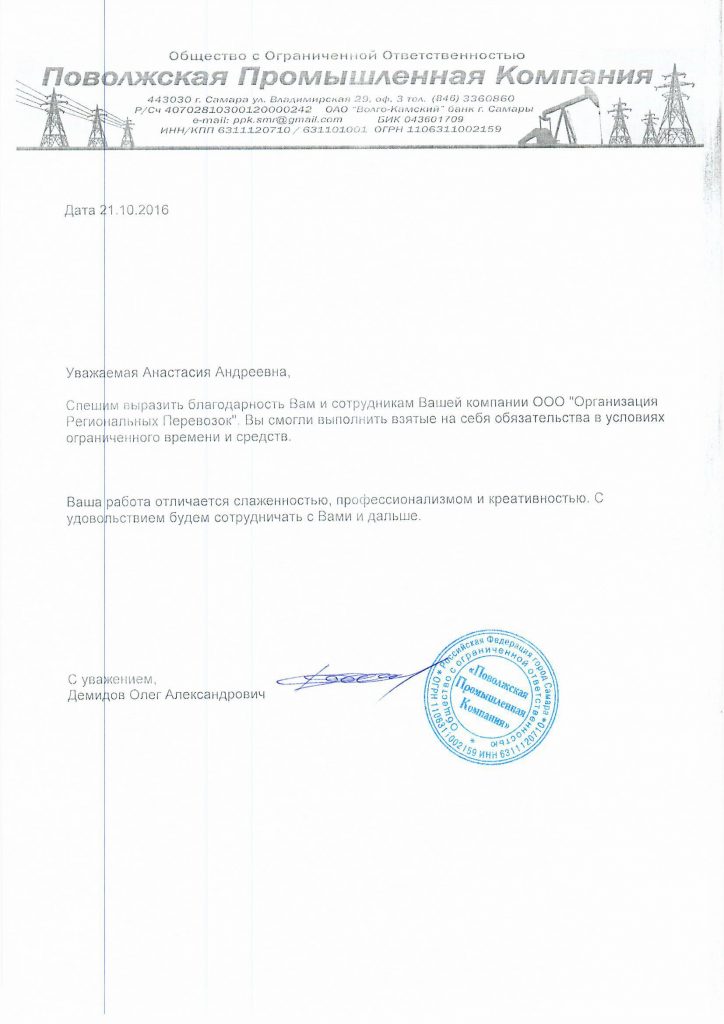 Общество с Ограниченной Ответственностью
Поволжская Промышленная Компания
443030 г. Самара ул. Владимирская 29, оф. 3 тел. (846) 3360860
Р/Сч 40702810300120000242 ОАО "Волго-Камский" банк г. Самары
e-mail: ppk.smr@gmail.com БИК 043601709
ИНН/КПП 6311120710 / 631101001 ОГРН 1106311002159
Дата 21.10.2016
Уважаемая Анастасия Андреевна,
Спешим выразить благодарность Вам и сотрудникам Вашей компании ООО "Организация
Региональных Перевозок". Вы смогли выполнить взятые на себя обязательства в условиях
ограниченного времени и средств.
Ваша работа отличается слаженностью, профессионализмом и креативностью. С
удовольствием будем сотрудничать с Вами и дальше.
С уважением,
Демидов Олег Александрович
* Российская Федерация город Самара * ОГРН 1106311002159 ИНН 6311120710
Общество с ограниченной ответственностью *
«Поволжская
Промышленная
Компания»